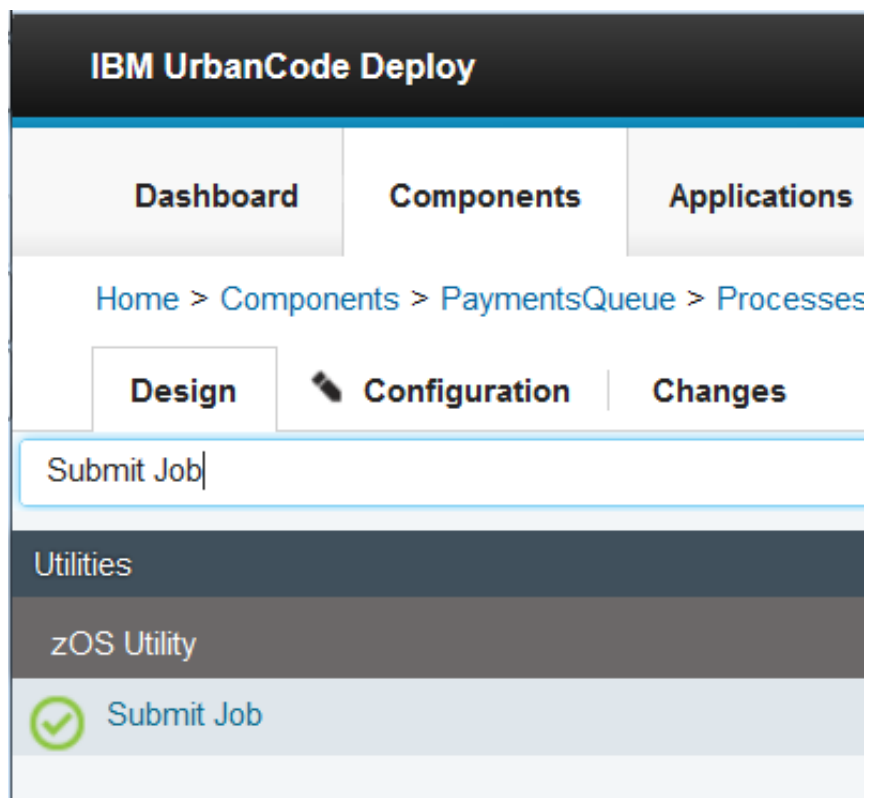 IBM UrbanCode Deploy
Dashboard Components Applications
Home > Components > PaymentsQueue > Processes
Design Configuration Changes
Submit Job
Utilities
zOS Utility
Submit Job